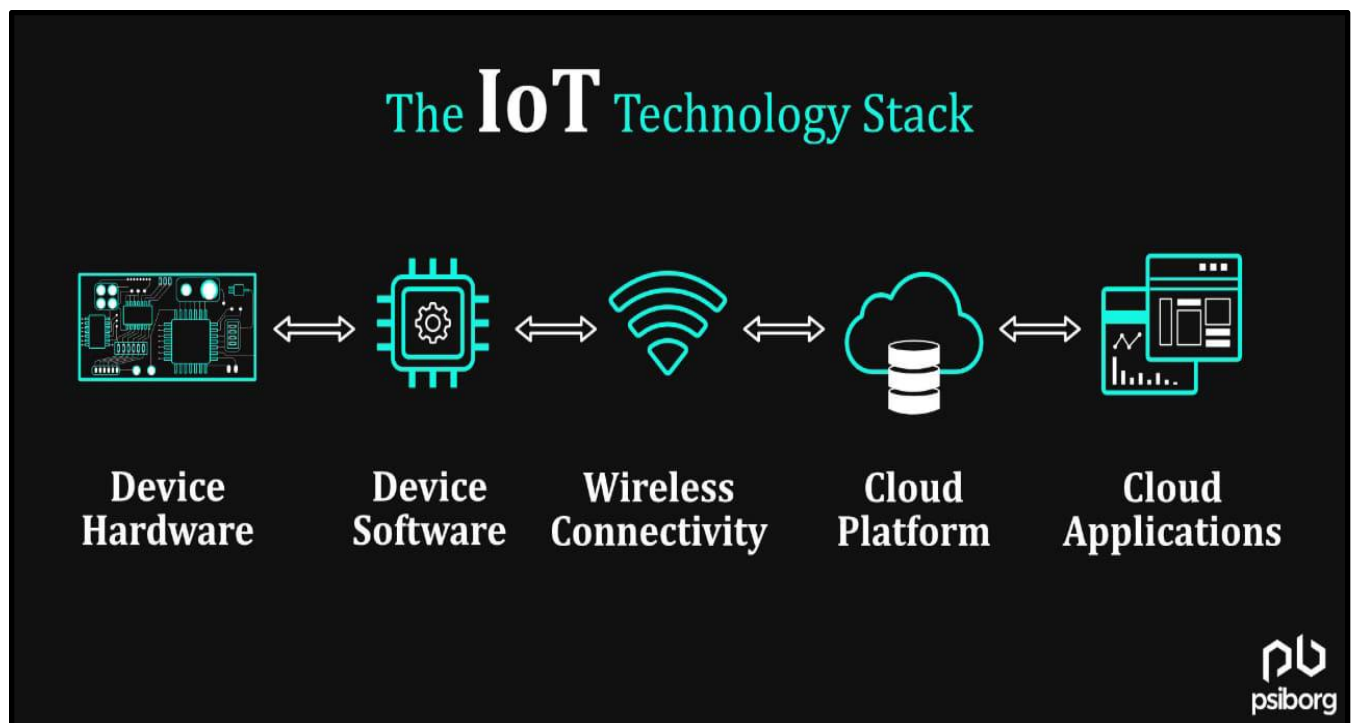 The IoT Technology Stack
Device
Hardware
Device
Software
Wireless
Connectivity
Cloud
Platform
Cloud
Applications
psiborg